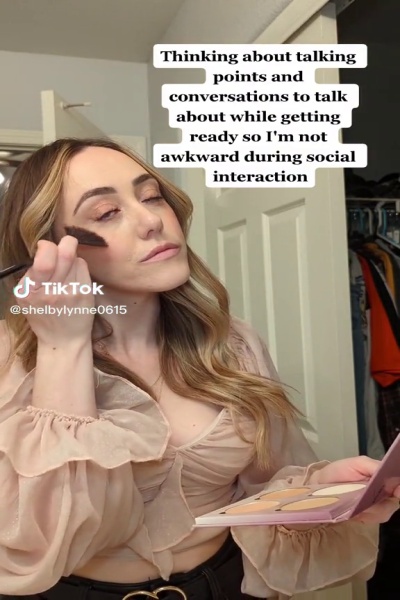 Thinking about talking
points and
conversations to talk
about while getting
ready so I'm not
awkward during social
interaction
TikTok
@shelbylynne0615